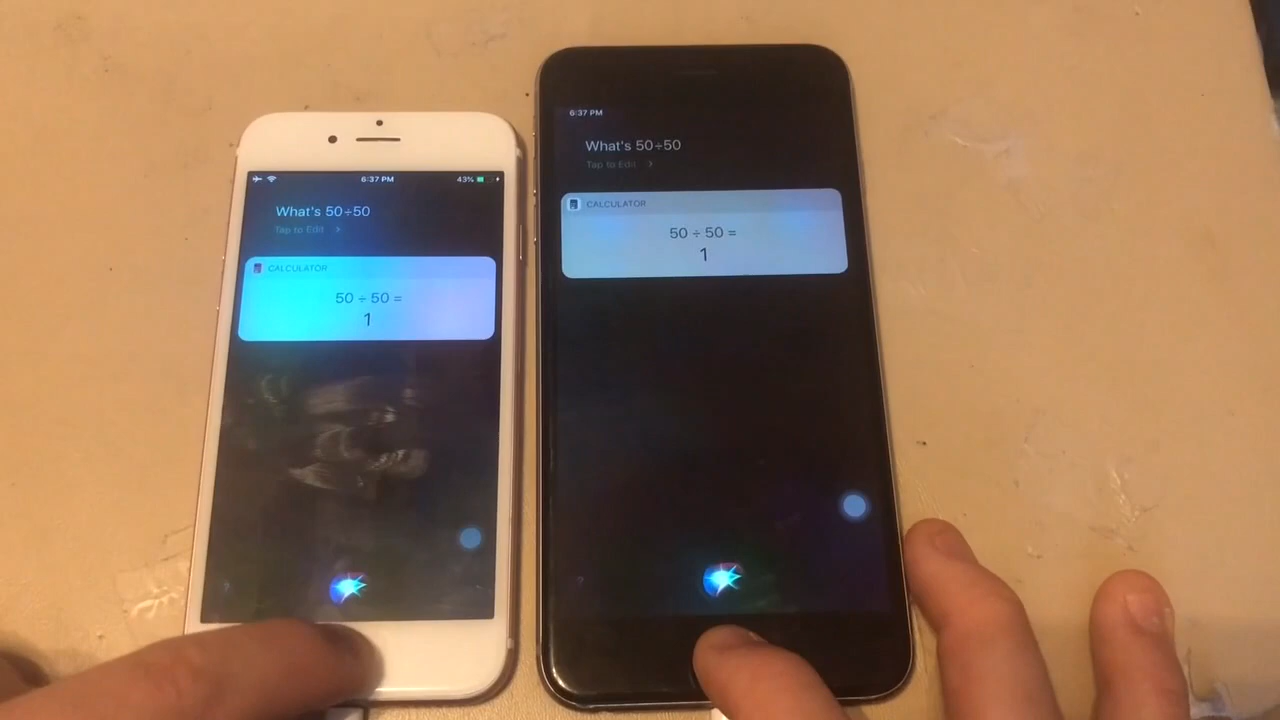 6:37 PM
43%
What's 50÷50
Tap to Edit >
CALCULATOR
50 ÷ 50 =
1
?
6:37 PM
What's 50÷50
Tap to Edit >
CALCULATOR
50 ÷ 50 =
1
?